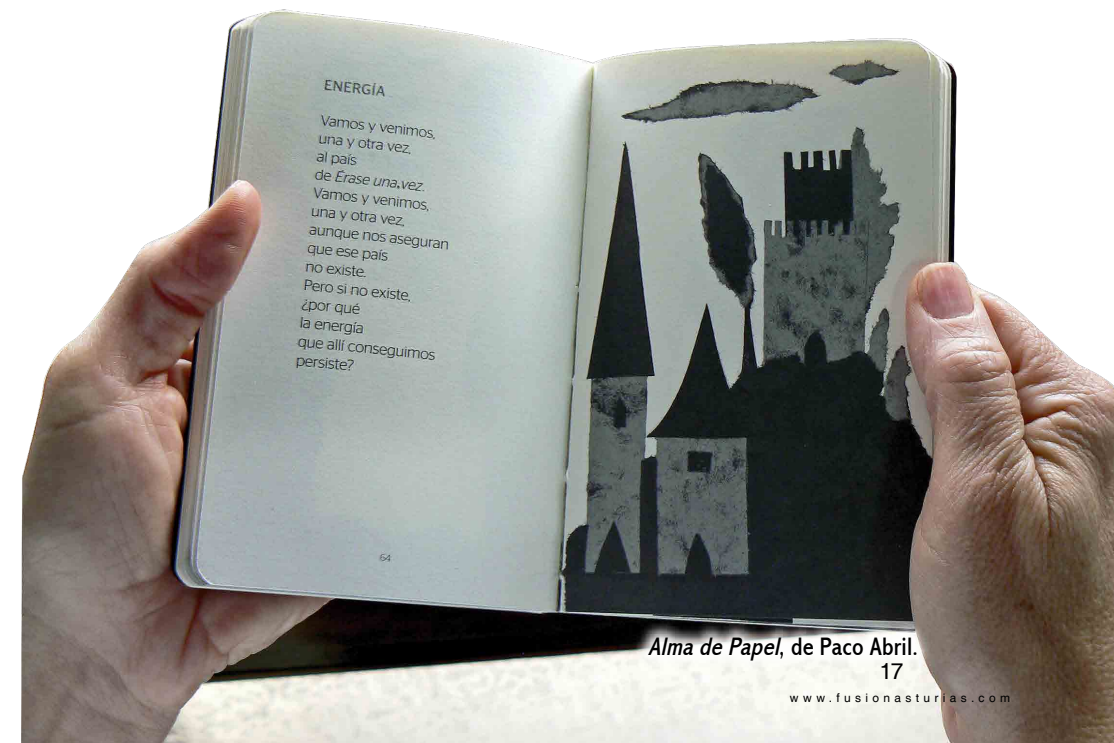 ENERGÍA
Vamos y venimos,
una y otra vez,
al país
de Érase una vez.
Vamos y venimos,
una y otra vez,
aunque nos aseguran
que ese país
no existe.
Pero si no existe,
¿por qué
la energía
que allí conseguimos
persiste?
64
Alma de Papel, de Paco Abril.
17
www.fusionasturias.com